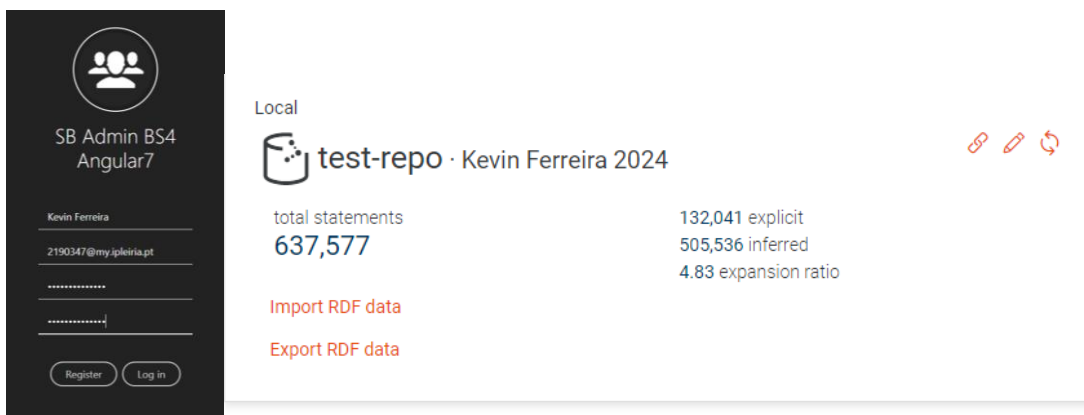 SB Admin BS4
Angular7
Kevin Ferreira
2190347@my.ipleiria.pt
··············
··············
Register Log in
Local
test-repo · Kevin Ferreira 2024
total statements
637,577
132,041 explicit
505,536 inferred
4.83 expansion ratio
Import RDF data
Export RDF data